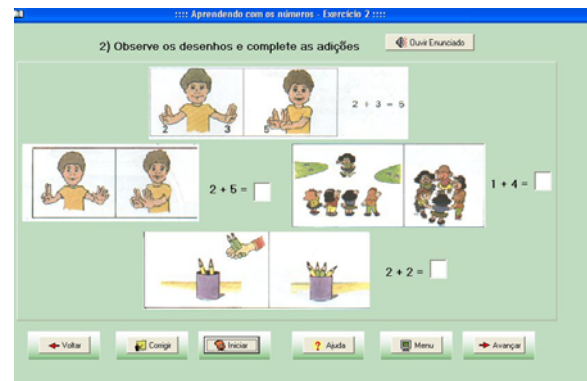 :::: Aprendendo com os números - Exercício 2 ::::
2) Observe os desenhos e complete as adições
Ouvir Enunciado
2 3 5
2 + 3 = 5
2 + 5 =
1 + 4 =
2 + 2 =
Voltar
Corrigir
Iniciar
Ajuda
Menu
Avançar